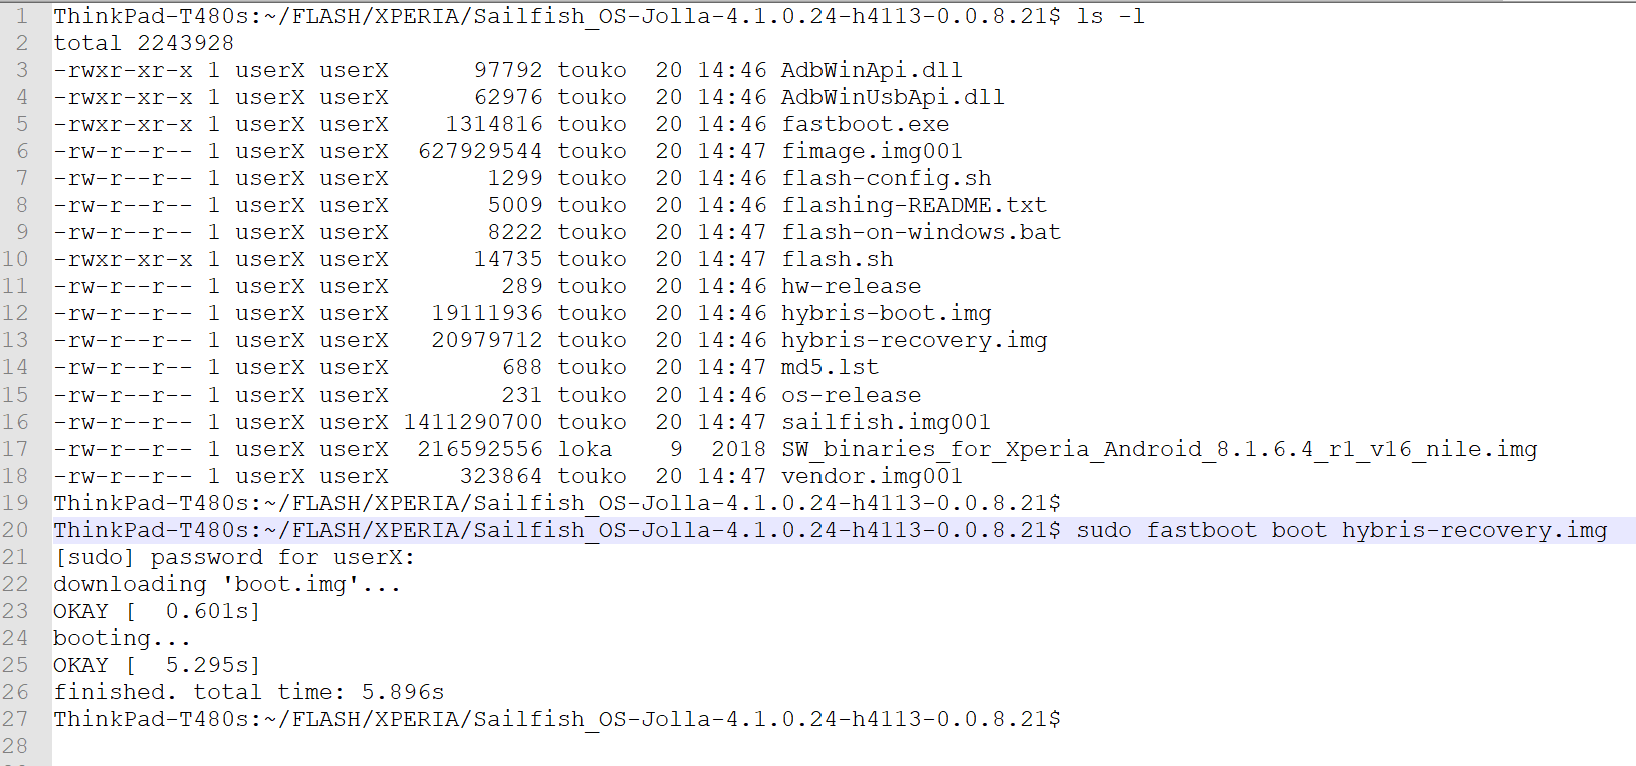 1 ThinkPad-T480s:~/FLASH/XPERIA/Sailfish_OS-Jolla-4.1.0.24-h4113-0.0.8.21$ ls -l
2 total 2243928
3 -rwxr-xr-x 1 userX userX      97792 touko  20 14:46 AdbWinApi.dll
4 -rwxr-xr-x 1 userX userX      62976 touko  20 14:46 AdbWinUsbApi.dll
5 -rwxr-xr-x 1 userX userX    1314816 touko  20 14:46 fastboot.exe
6 -rw-r--r-- 1 userX userX  627929544 touko  20 14:47 fimage.img001
7 -rw-r--r-- 1 userX userX       1299 touko  20 14:46 flash-config.sh
8 -rw-r--r-- 1 userX userX       5009 touko  20 14:46 flashing-README.txt
9 -rw-r--r-- 1 userX userX       8222 touko  20 14:47 flash-on-windows.bat
10 -rwxr-xr-x 1 userX userX      14735 touko  20 14:47 flash.sh
11 -rw-r--r-- 1 userX userX        289 touko  20 14:46 hw-release
12 -rw-r--r-- 1 userX userX   19111936 touko  20 14:46 hybris-boot.img
13 -rw-r--r-- 1 userX userX   20979712 touko  20 14:46 hybris-recovery.img
14 -rw-r--r-- 1 userX userX        688 touko  20 14:47 md5.lst
15 -rw-r--r-- 1 userX userX        231 touko  20 14:46 os-release
16 -rw-r--r-- 1 userX userX 1411290700 touko  20 14:47 sailfish.img001
17 -rw-r--r-- 1 userX userX  216592556 loka    9  2018 SW_binaries_for_Xperia_Android_8.1.6.4_r1_v16_nile.img
18 -rw-r--r-- 1 userX userX     323864 touko  20 14:47 vendor.img001
19 ThinkPad-T480s:~/FLASH/XPERIA/Sailfish_OS-Jolla-4.1.0.24-h4113-0.0.8.21$
20 ThinkPad-T480s:~/FLASH/XPERIA/Sailfish_OS-Jolla-4.1.0.24-h4113-0.0.8.21$ sudo fastboot boot hybris-recovery.img
21 [sudo] password for userX:
22 downloading 'boot.img'...
23 OKAY [  0.601s]
24 booting...
25 OKAY [  5.295s]
26 finished. total time: 5.896s
27 ThinkPad-T480s:~/FLASH/XPERIA/Sailfish_OS-Jolla-4.1.0.24-h4113-0.0.8.21$
28